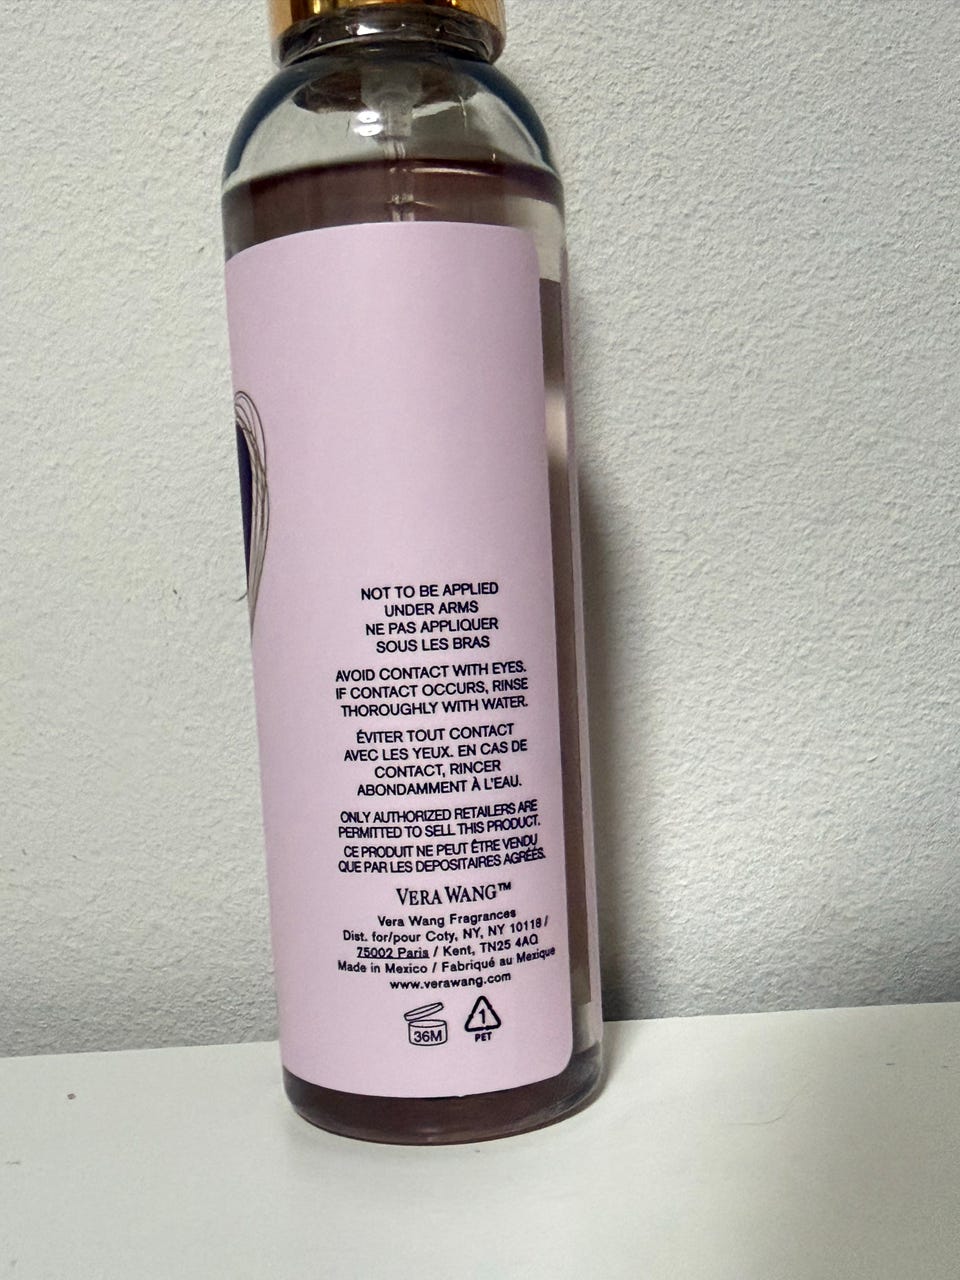 NOT TO BE APPLIED
UNDER ARMS
NE PAS APPLIQUER
SOUS LES BRAS
AVOID CONTACT WITH EYES.
IF CONTACT OCCURS, RINSE
THOROUGHLY WITH WATER.
ÉVITER TOUT CONTACT
AVEC LES YEUX. EN CAS DE
CONTACT, RINCER
ABONDAMMENT À L'EAU.
ONLY AUTHORIZED RETAILERS ARE
PERMITTED TO SELL THIS PRODUCT.
CE PRODUIT NE PEUT ÊTRE VENDU
QUE PAR LES DEPOSITAIRES AGRÉÉS.
VERA WANG™
Vera Wang Fragrances
Dist. for/pour Coty, NY, NY 10118 /
75002 Paris / Kent, TN25 4AQ
Made in Mexico / Fabriqué au Mexique
www.verawang.com
36M
1
PET